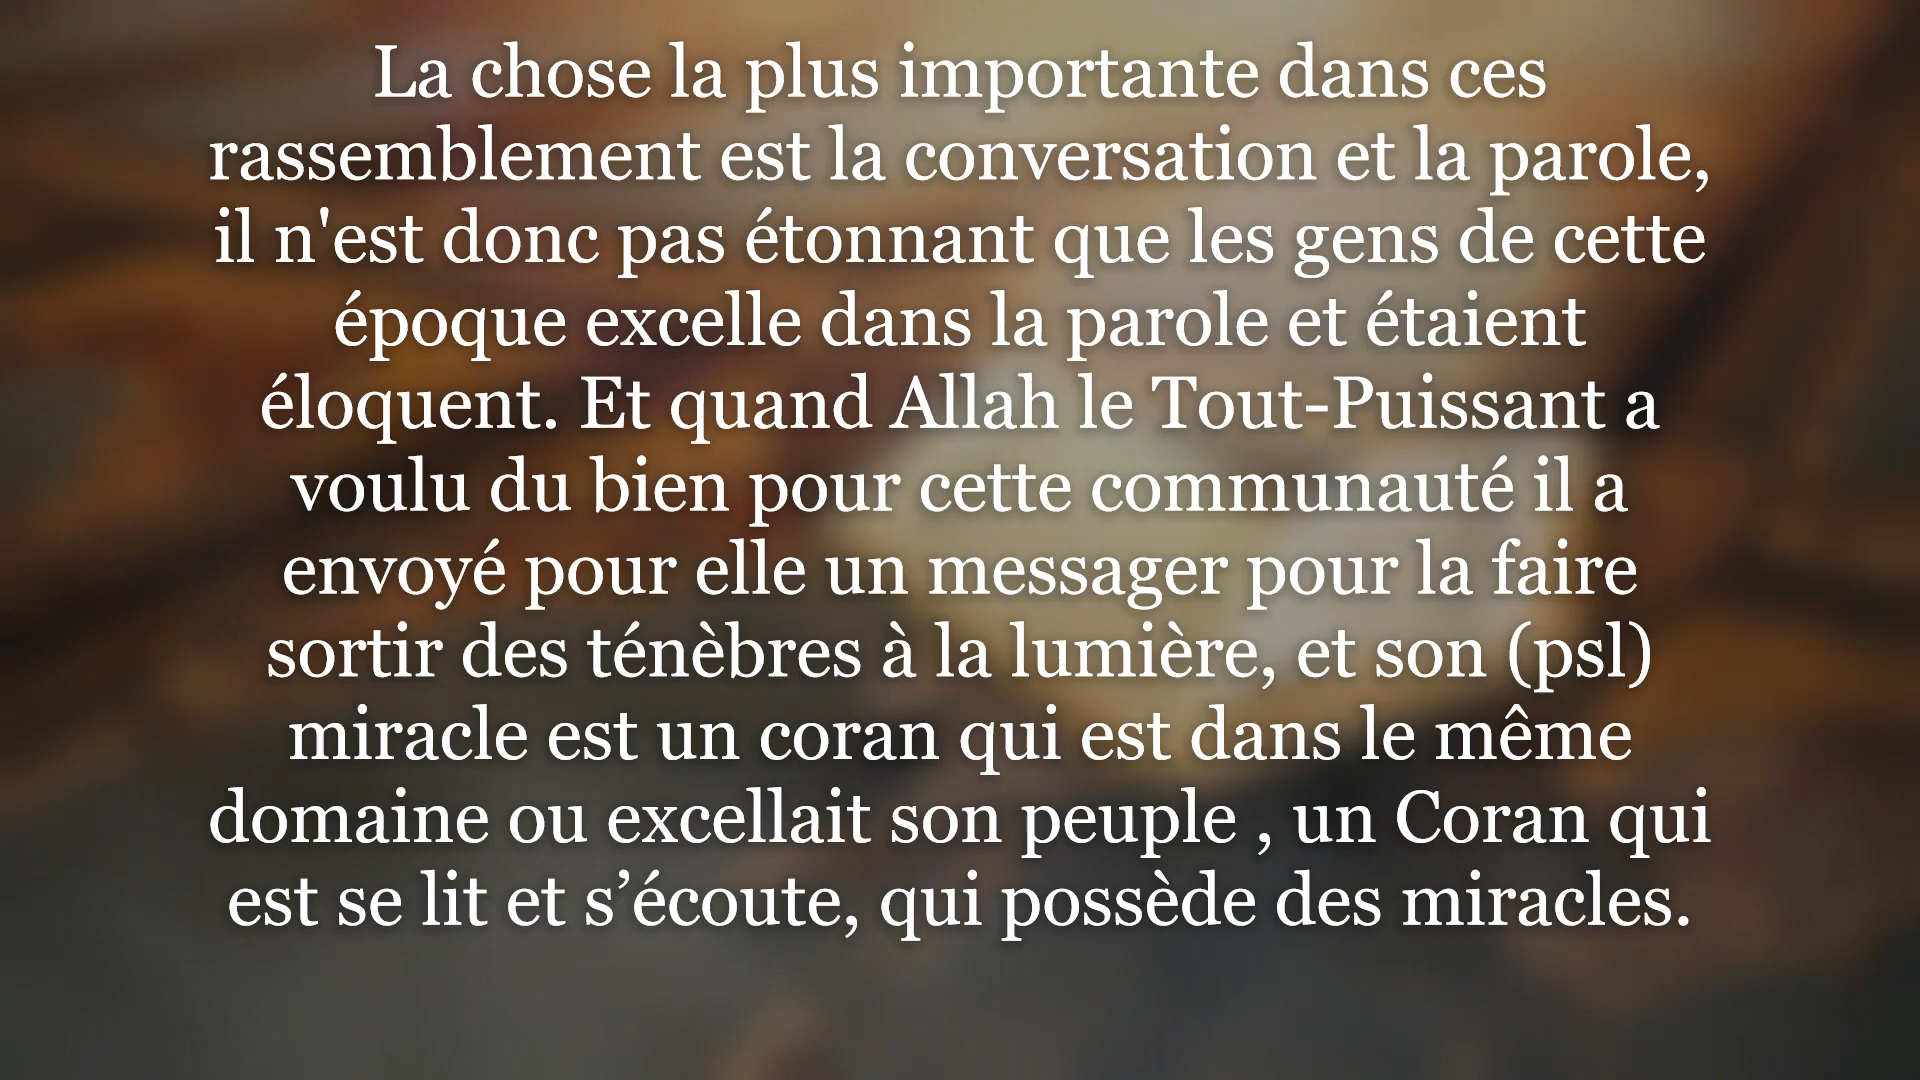 La chose la plus importante dans ces
rassemblement est la conversation et la parole,
il n'est donc pas étonnant que les gens de cette
époque excelle dans la parole et étaient
éloquent. Et quand Allah le Tout-Puissant a
voulu du bien pour cette communauté il a
envoyé pour elle un messager pour la faire
sortir des ténèbres à la lumière, et son (psl)
miracle est un coran qui est dans le même
domaine ou excellait son peuple , un Coran qui
est se lit et s’écoute, qui possède des miracles.